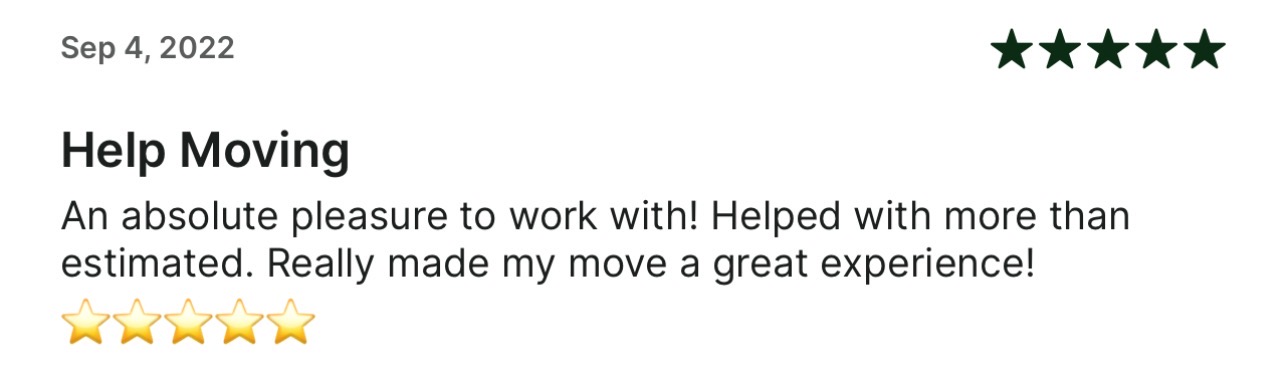 Sep 4, 2022 ★★★★★
Help Moving
An absolute pleasure to work with! Helped with more than
estimated. Really made my move a great experience!
⭐⭐⭐⭐⭐